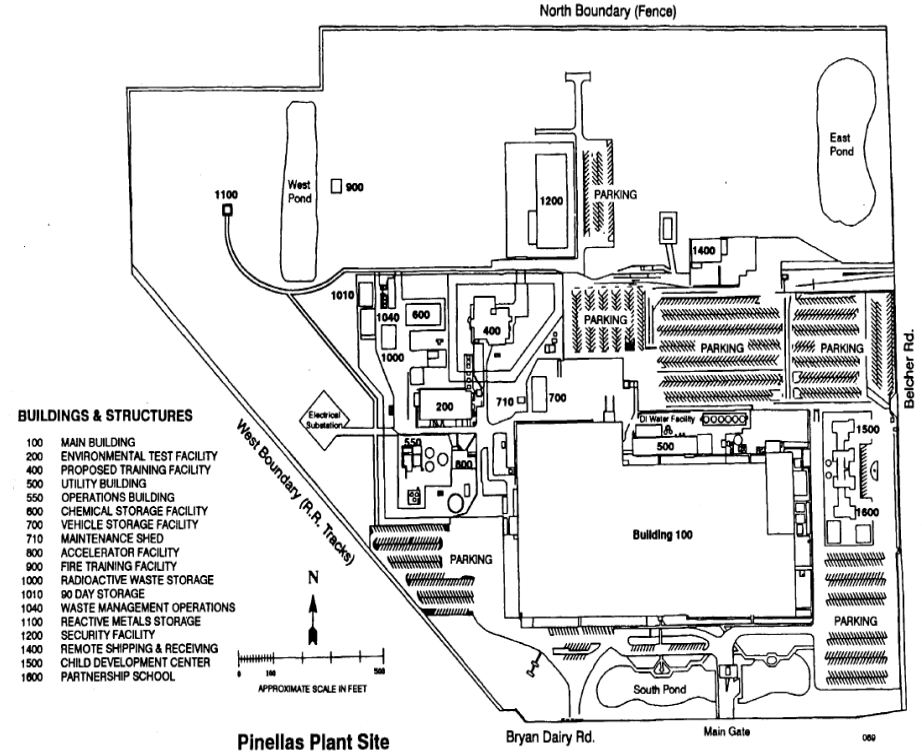 North Boundary (Fence)
East
Pond
West
Pond
900
1100
1200
PARKING
1400
1010
1040
600
400
PARKING
1000
PARKING
PARKING
Belcher Rd.
710
700
200
Electrical
Substation
DI Water Facility
500
1500
550
800
West Boundary (R.R. Tracks)
1600
Building 100
PARKING
PARKING
BUILDINGS & STRUCTURES
100 MAIN BUILDING
200 ENVIRONMENTAL TEST FACILITY
400 PROPOSED TRAINING FACILITY
500 UTILITY BUILDING
550 OPERATIONS BUILDING
600 CHEMICAL STORAGE FACILITY
700 VEHICLE STORAGE FACILITY
710 MAINTENANCE SHED
800 ACCELERATOR FACILITY
900 FIRE TRAINING FACILITY
1000 RADIOACTIVE WASTE STORAGE
1010 90 DAY STORAGE
1040 WASTE MANAGEMENT OPERATIONS
1100 REACTIVE METALS STORAGE
1200 SECURITY FACILITY
1400 REMOTE SHIPPING & RECEIVING
1500 CHILD DEVELOPMENT CENTER
1600 PARTNERSHIP SCHOOL
N
0 100 500
APPROXIMATE SCALE IN FEET
South Pond
Pinellas Plant Site
Bryan Dairy Rd.
Main Gate
089